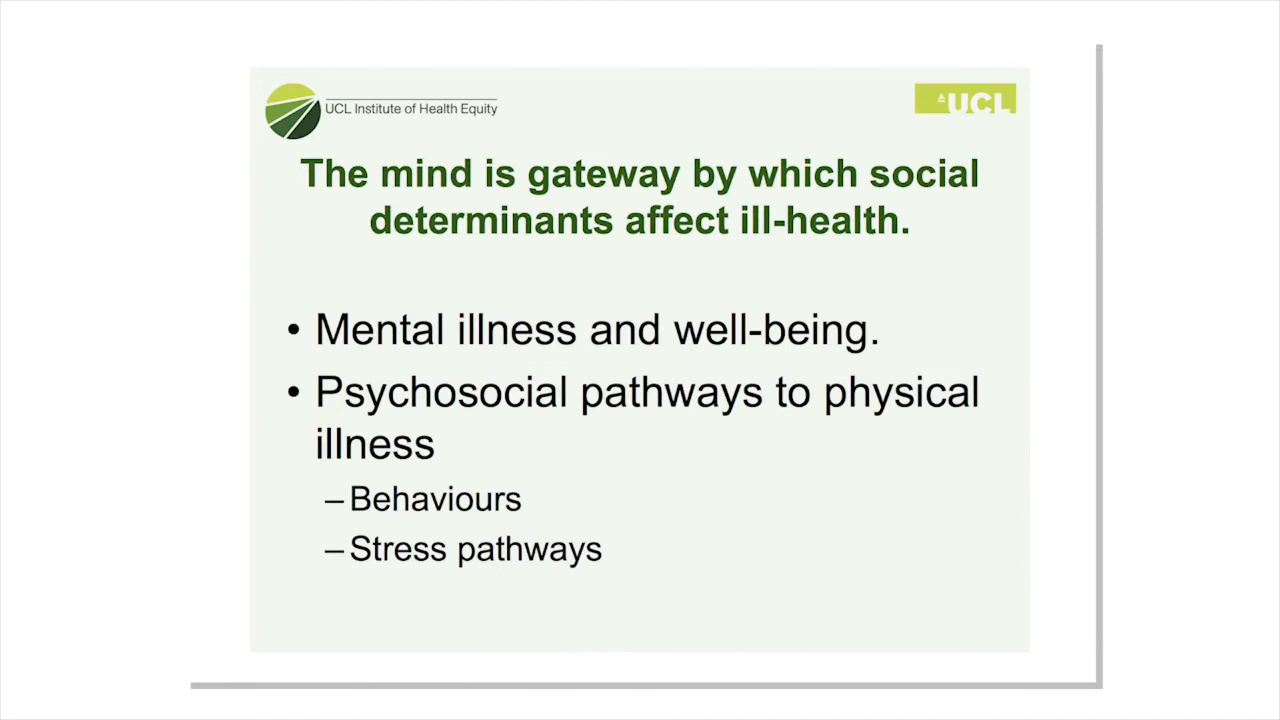 UCL Institute of Health Equity
UCL
The mind is gateway by which social
determinants affect ill-health.
• Mental illness and well-being.
• Psychosocial pathways to physical
illness
– Behaviours
– Stress pathways